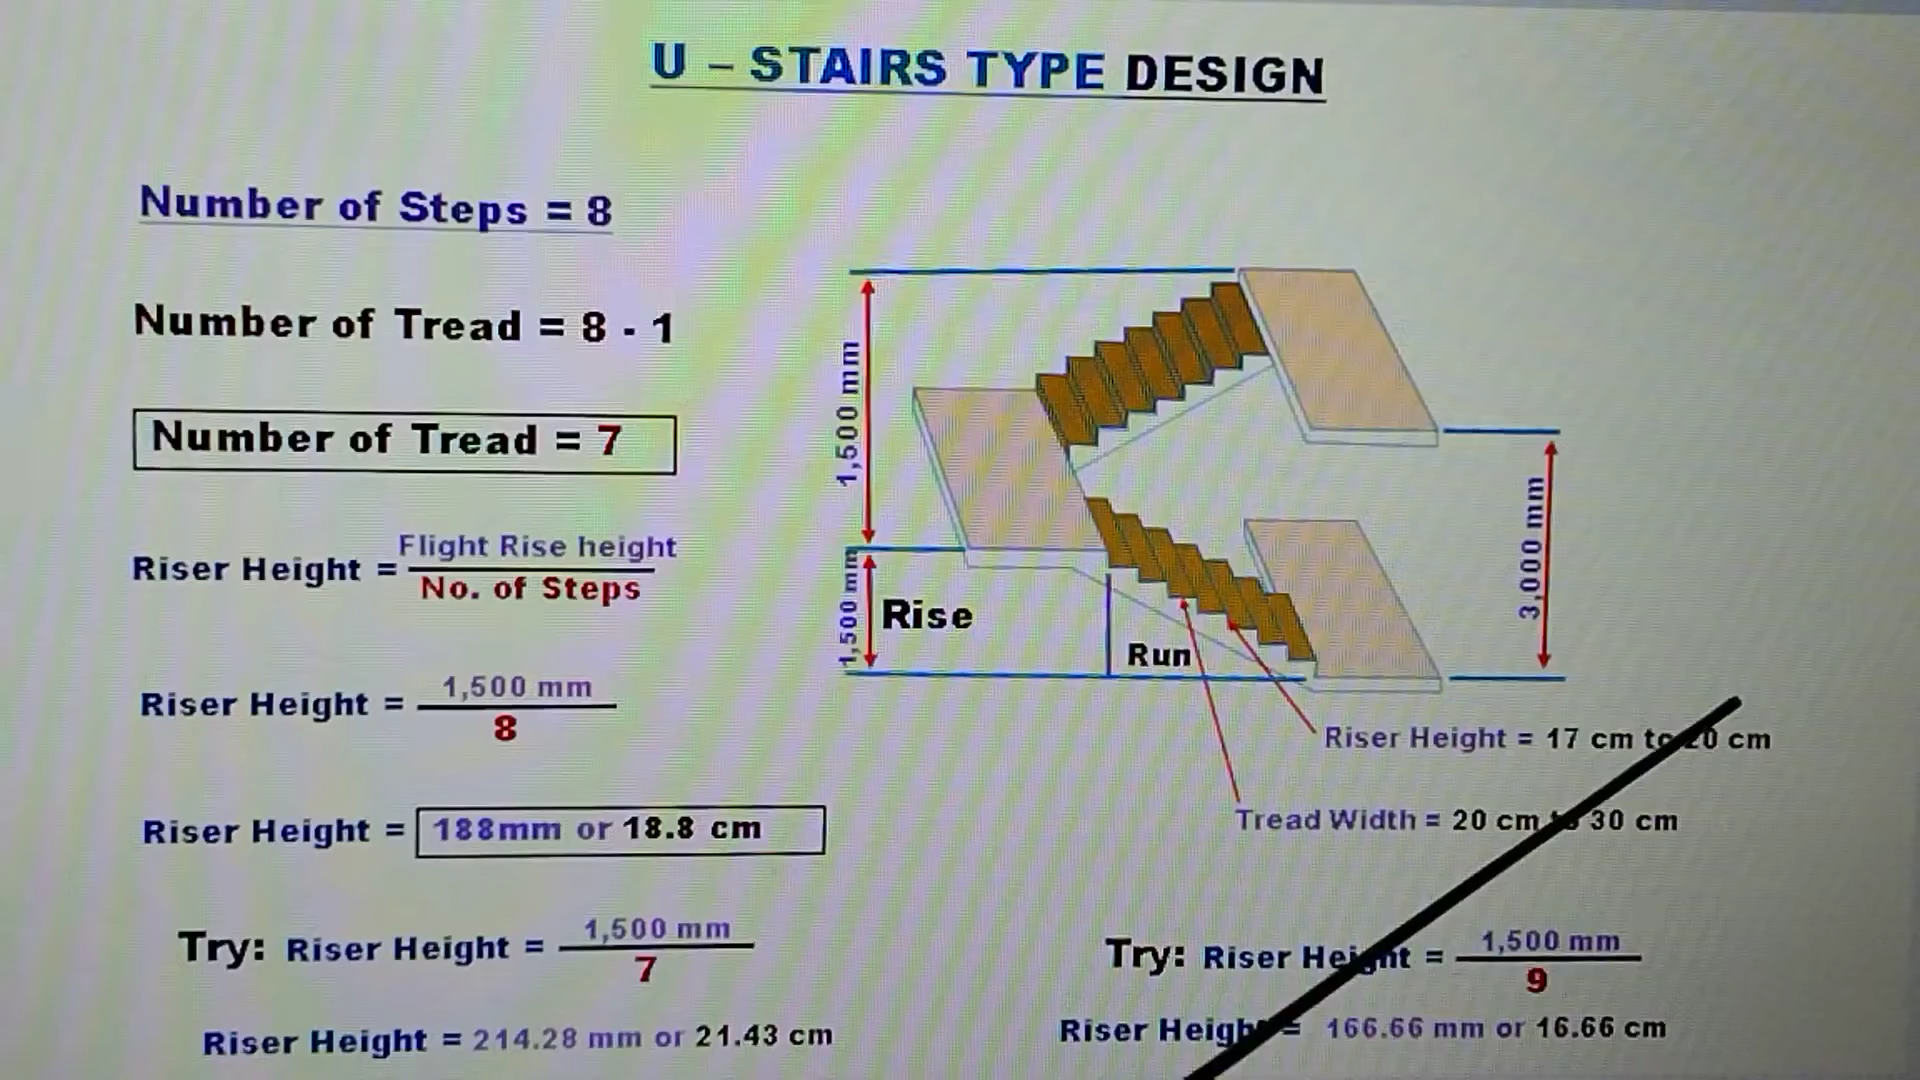 U – STAIRS TYPE DESIGN
Number of Steps = 8
Number of Tread = 8 - 1
Number of Tread = 7
Riser Height = Flight Rise height
No. of Steps
Riser Height = 1,500 mm
8
Riser Height = 188mm or 18.8 cm
Try: Riser Height = 1,500 mm
7
Riser Height = 214.28 mm or 21.43 cm
1,500 mm
1,500 mm
Rise
Run
3,000 mm
Riser Height = 17 cm to 20 cm
Tread Width = 20 cm to 30 cm
Try: Riser Height = 1,500 mm
9
Riser Height = 166.66 mm or 16.66 cm